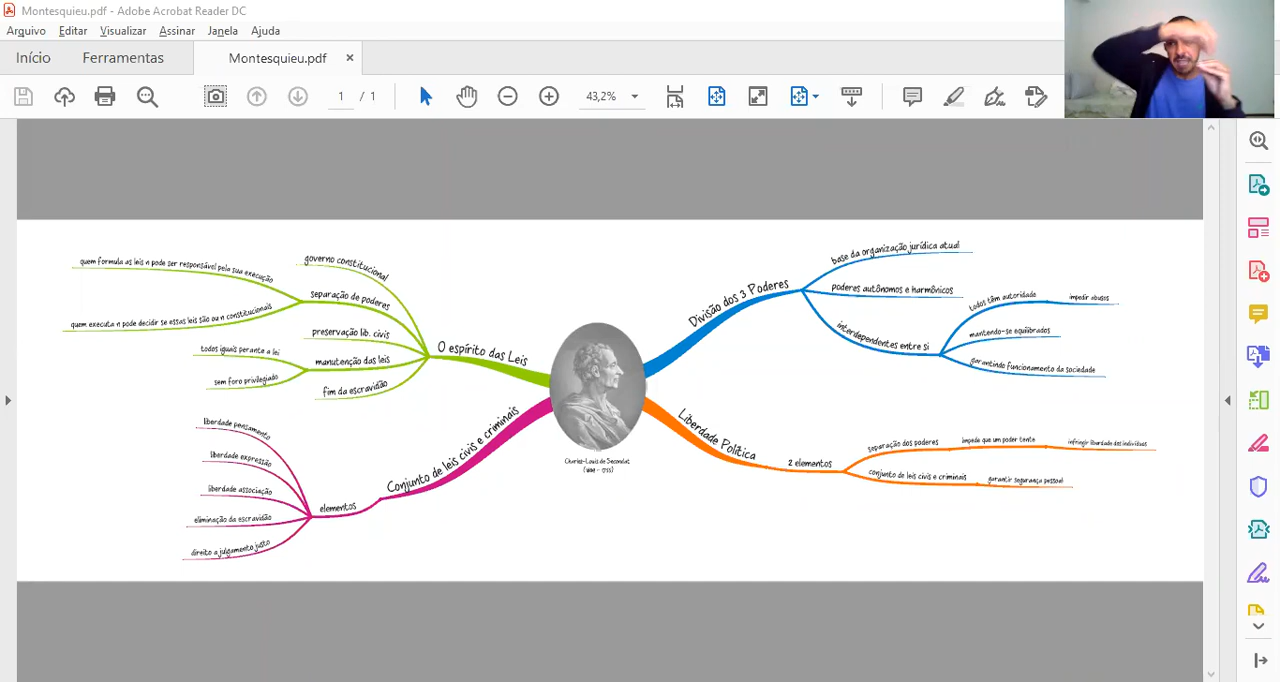 Montesquieu.pdf - Adobe Acrobat Reader DC
Arquivo Editar Visualizar Assinar Janela Ajuda
Início Ferramentas Montesquieu.pdf ×
1 / 1 43,2%
O espírito das Leis
governo constitucional
separação de poderes
quem formula as leis n pode ser responsável pela sua execução
quem executa n pode decidir se essas leis são ou n constitucionais
preservação lib. civis
manutenção das leis
todos iguais perante a lei
sem foro privilegiado
fim da escravidão
Conjunto de leis civis e criminais
elementos
liberdade pensamento
liberdade expressão
liberdade associação
eliminação da escravidão
direito a julgamento justo
Charles-Louis de Secondat
Divisão dos 3 Poderes
base da organização jurídica atual
poderes autônomos e harmônicos
interdependentes entre si
todos têm autoridade
impedir abusos
mantendo-se equilibrados
garantindo funcionamento da sociedade
Liberdade Política
2 elementos
separação dos poderes
impede que um poder tente
infringir liberdade dos indivíduos
conjunto de leis civis e criminais
garantir segurança pessoal